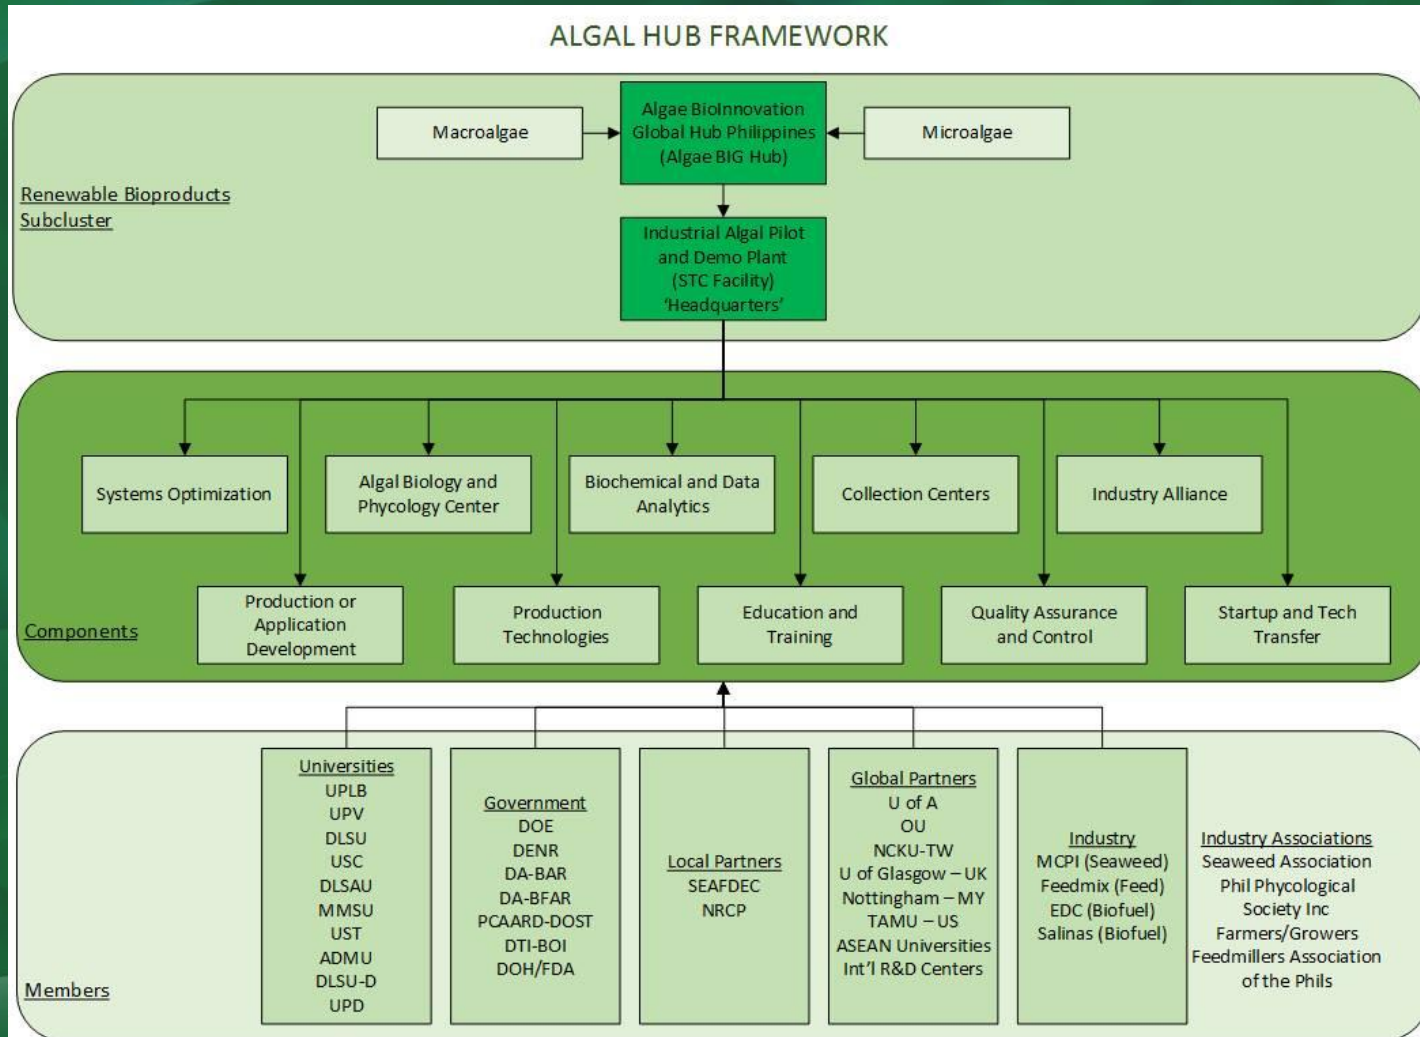 ALGAL HUB FRAMEWORK
Macroalgae
Algae BioInnovation
Global Hub Philippines
(Algae BIG Hub)
Microalgae
Renewable Bioproducts
Subcluster
Industrial Algal Pilot
and Demo Plant
(STC Facility)
‘Headquarters’
Systems Optimization
Algal Biology and
Phycology Center
Biochemical and Data
Analytics
Collection Centers
Industry Alliance
Components
Production or
Application
Development
Production
Technologies
Education and
Training
Quality Assurance
and Control
Startup and Tech
Transfer
Members
Universities
UPLB
UPV
DLSU
USC
DLSAU
MMSU
UST
ADMU
DLSU-D
UPD
Government
DOE
DENR
DA-BAR
DA-BFAR
PCAARD-DOST
DTI-BOI
DOH/FDA
Local Partners
SEAFDEC
NRCP
Global Partners
U of A
OU
NCKU-TW
U of Glasgow – UK
Nottingham – MY
TAMU – US
ASEAN Universities
Int’l R&D Centers
Industry
MCPI (Seaweed)
Feedmix (Feed)
EDC (Biofuel)
Salinas (Biofuel)
Industry Associations
Seaweed Association
Phil Phycological
Society Inc
Farmers/Growers
Feedmillers Association
of the Phils